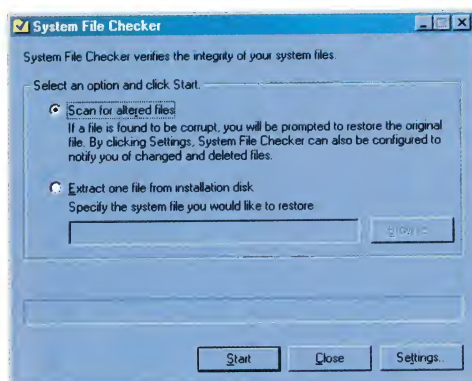 System File Checker
System File Checker verifies the integrity of your system files.
Select an option and click Start.
Scan for altered files
If a file is found to be corrupt, you will be prompted to restore the original
file. By clicking Settings, System File Checker can also be configured to
notify you of changed and deleted files.
Extract one file from installation disk
Specify the system file you would like to restore
Start
Close
Settings...